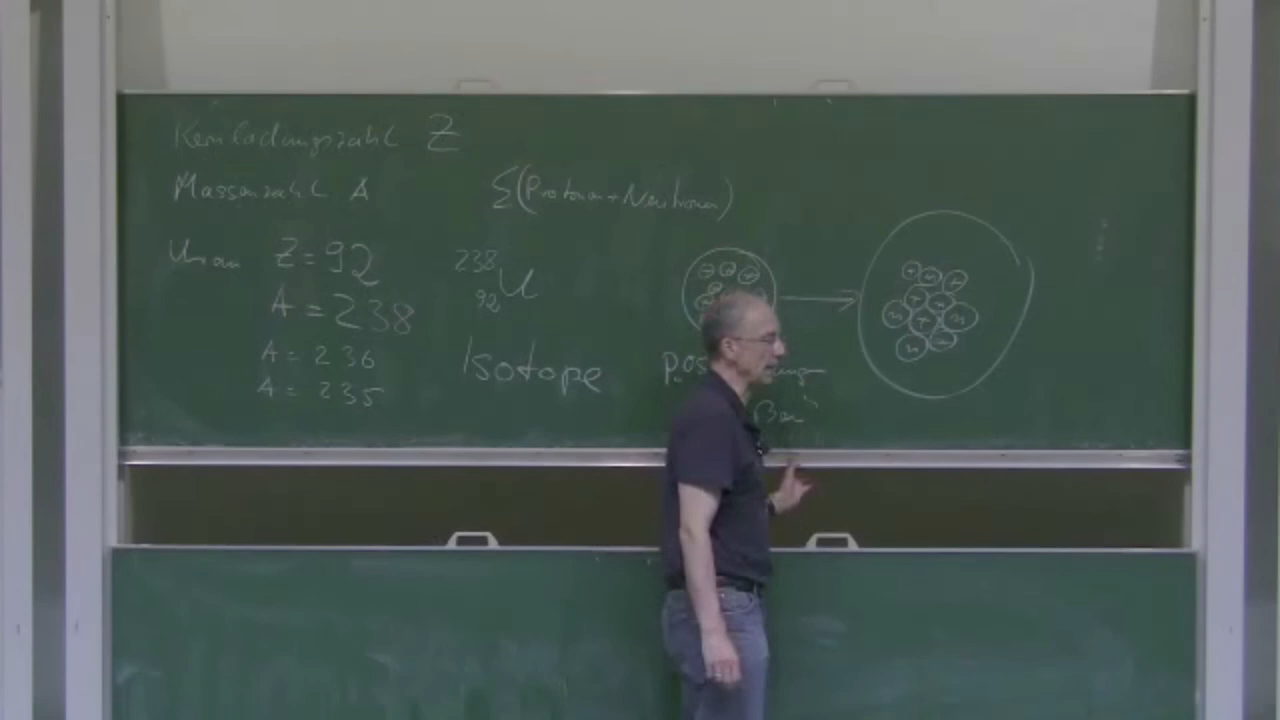 Kernladungszahl Z
Massenzahl A
Σ(Protonen+Neutronen)
Uran Z=92
A=238
A=236
A=235
238
92 U
Isotope
+ + +
+ + +
+ +
n + n
n n